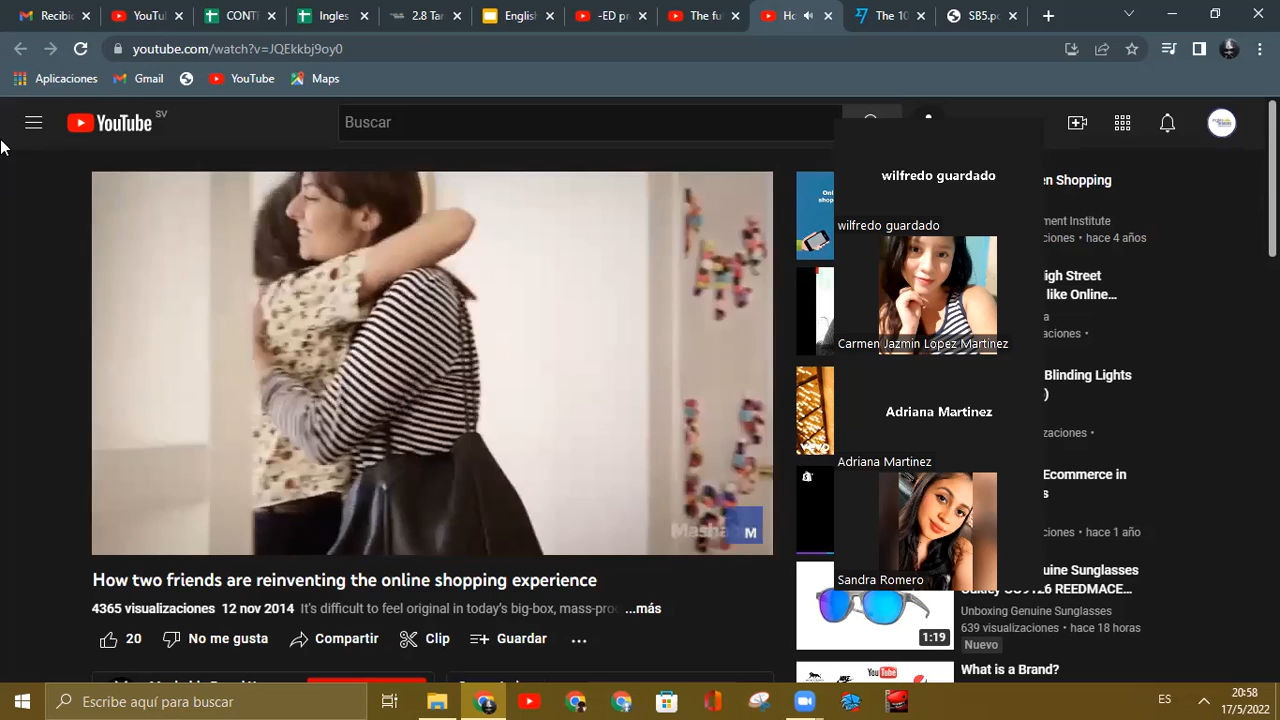 Recibid
YouTu
CONT
Ingles
2.8 Tar
English
-ED pr
The fu
Ho
The 10
SB5.p
youtube.com/watch?v=JQEkkbj9oy0
Aplicaciones
Gmail
YouTube
Maps
YouTube SV
Buscar
wilfredo guardado
wilfredo guardado
Carmen Jazmin Lopez Martinez
Adriana Martinez
Adriana Martinez
Sandra Romero
en Shopping
ment Institute
ciones • hace 4 años
igh Street
like Online...
a
aciones •
Blinding Lights
)
izaciones •
Ecommerce in
s
ciones • hace 1 año
uine Sunglasses
Unboxing Genuine Sunglasses
639 visualizaciones • hace 18 horas
Nuevo
1:19
What is a Brand?
YouTube
M
How two friends are reinventing the online shopping experience
4365 visualizaciones 12 nov 2014 It's difficult to feel original in today's big-box, mass-pro ...más
20
No me gusta
Compartir
Clip
Guardar
Escribe aquí para buscar
ES
20:58
17/5/2022